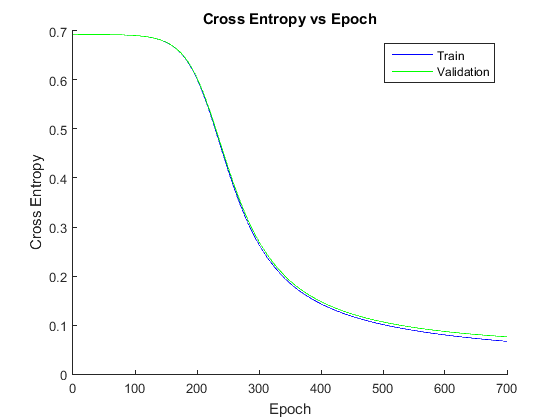 Cross Entropy vs Epoch
Train
Validation
Cross Entropy
0.7
0.6
0.5
0.4
0.3
0.2
0.1
0
0 100 200 300 400 500 600 700
Epoch